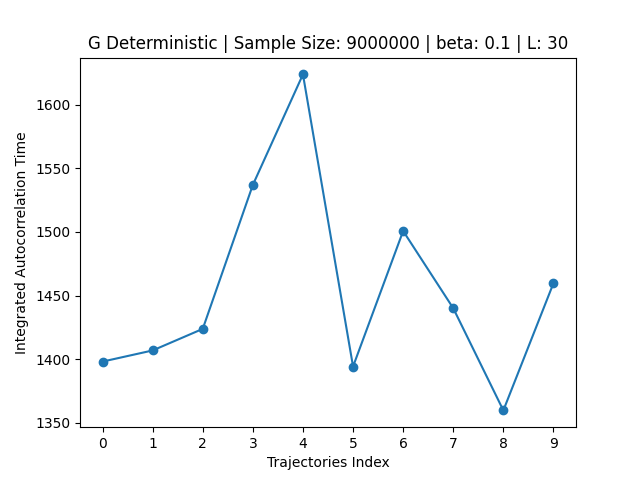 G Deterministic | Sample Size: 9000000 | beta: 0.1 | L: 30
Integrated Autocorrelation Time
1600
1550
1500
1450
1400
1350
0 1 2 3 4 5 6 7 8 9
Trajectories Index